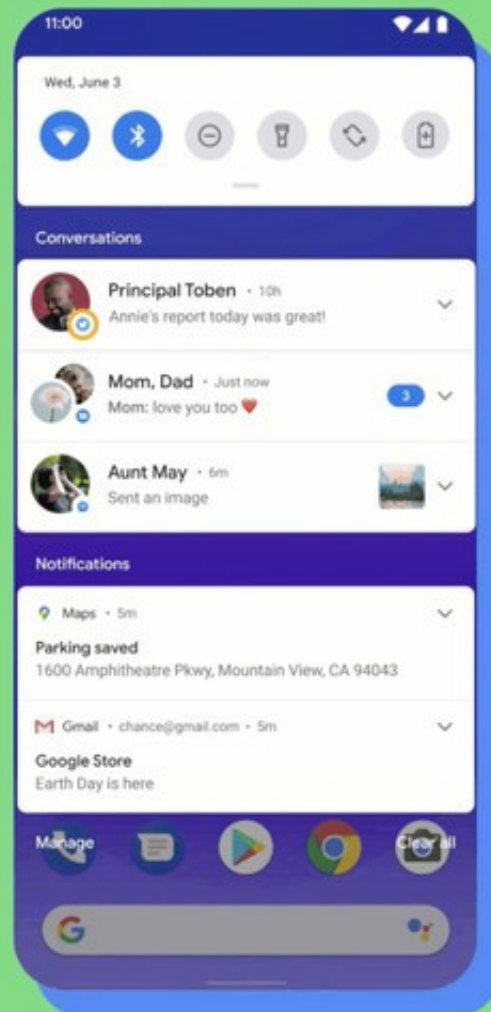 11:00
Wed, June 3
Conversations
Principal Toben • 10h
Annie's report today was great!
Mom, Dad • Just now
Mom: love you too ❤️
3
Aunt May • 6m
Sent an image
Notifications
Maps • 5m
Parking saved
1600 Amphitheatre Pkwy, Mountain View, CA 94043
Gmail • chance@gmail.com • 5m
Google Store
Earth Day is here
Manage
Clear all